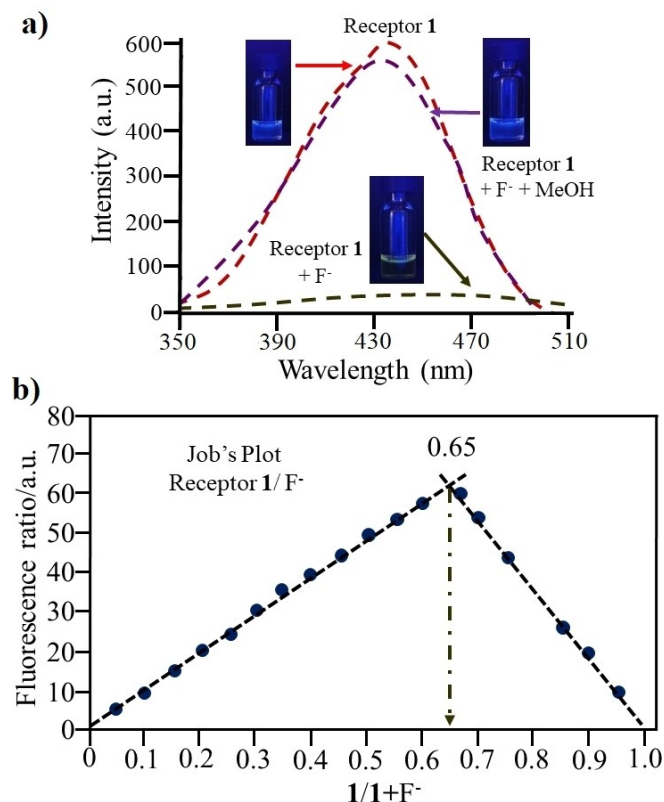 a)
Receptor 1
600
500
400
300
200
100
0
Intensity (a.u.)
Receptor 1
+ F- + MeOH
Receptor 1
+ F-
350 390 430 470 510
Wavelength (nm)
b)
80
70
60
50
40
30
20
10
0
Fluorescence ratio/a.u.
Job's Plot
Receptor 1/ F-
0.65
0 0.1 0.2 0.3 0.4 0.5 0.6 0.7 0.8 0.9 1.0
1/1+F-